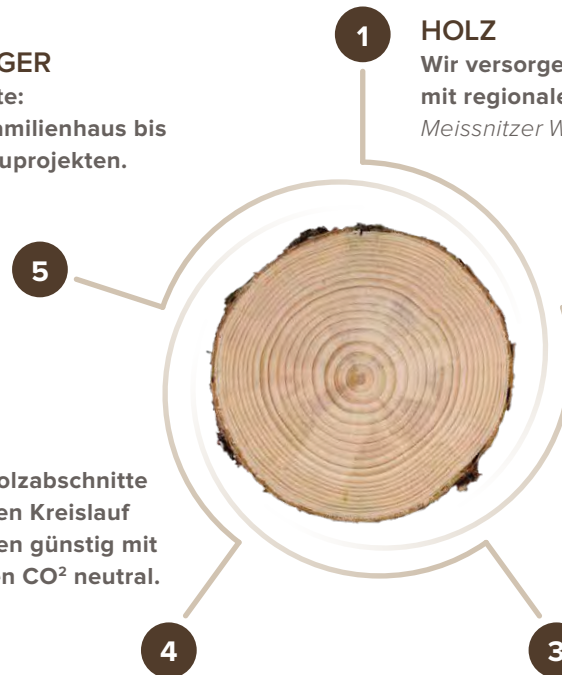 1
HOLZ
Wir versorge
mit regionale
Meissnitzer W
GER
te:
amilienhaus bis
uprojekten.
5
olzabschnitte
en Kreislauf
en günstig mit
n CO² neutral.
4
3